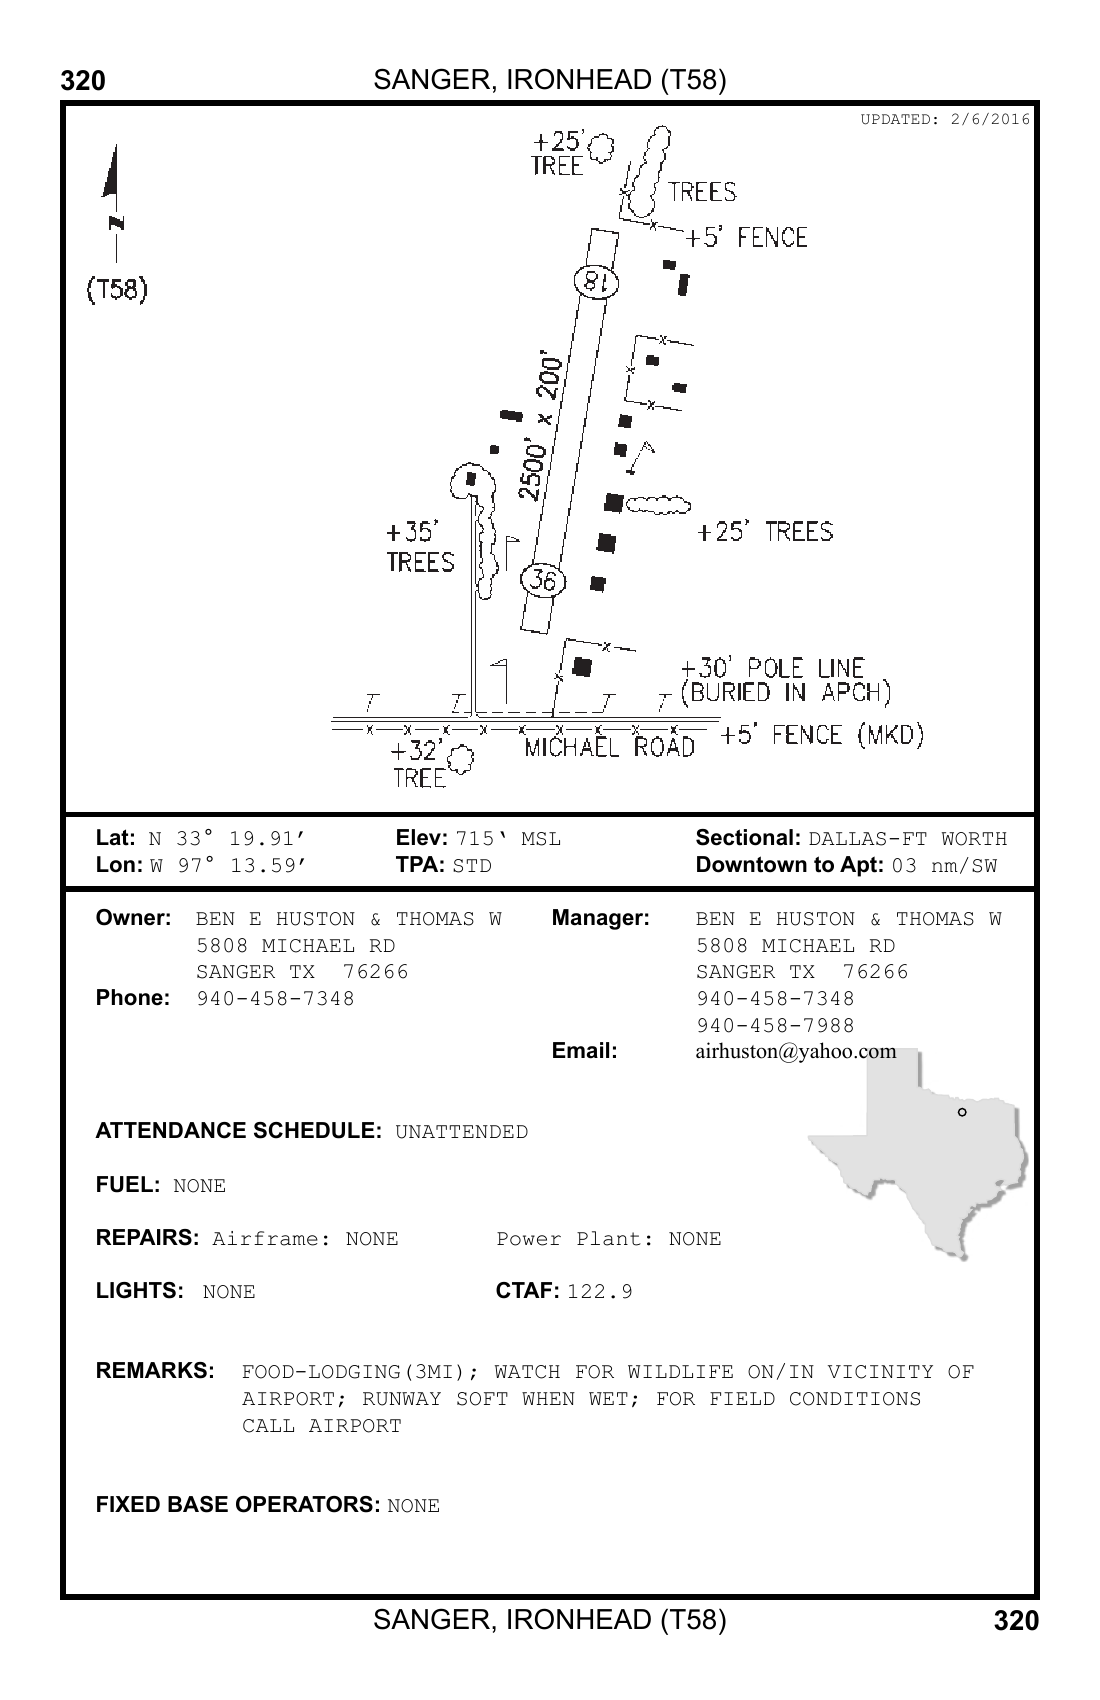 320
SANGER, IRONHEAD (T58)
UPDATED: 2/6/2016
+25'
TREE
TREES
+5' FENCE
N
(T58)
18
2500' x 200'
+35'
TREES
+25' TREES
36
+30' POLE LINE
(BURIED IN APCH)
+5' FENCE (MKD)
MICHAEL ROAD
+32'
TREE
Lat: N 33° 19.91’ Elev: 715‘ MSL Sectional: DALLAS-FT WORTH
Lon: W 97° 13.59’ TPA: STD Downtown to Apt: 03 nm/SW
Owner: BEN E HUSTON & THOMAS W Manager: BEN E HUSTON & THOMAS W
5808 MICHAEL RD 5808 MICHAEL RD
SANGER TX 76266 SANGER TX 76266
Phone: 940-458-7348 940-458-7348
940-458-7988
Email: airhuston@yahoo.com
ATTENDANCE SCHEDULE: UNATTENDED
FUEL: NONE
REPAIRS: Airframe: NONE Power Plant: NONE
LIGHTS: NONE CTAF: 122.9
REMARKS: FOOD-LODGING(3MI); WATCH FOR WILDLIFE ON/IN VICINITY OF
AIRPORT; RUNWAY SOFT WHEN WET; FOR FIELD CONDITIONS
CALL AIRPORT
FIXED BASE OPERATORS: NONE
SANGER, IRONHEAD (T58)
320